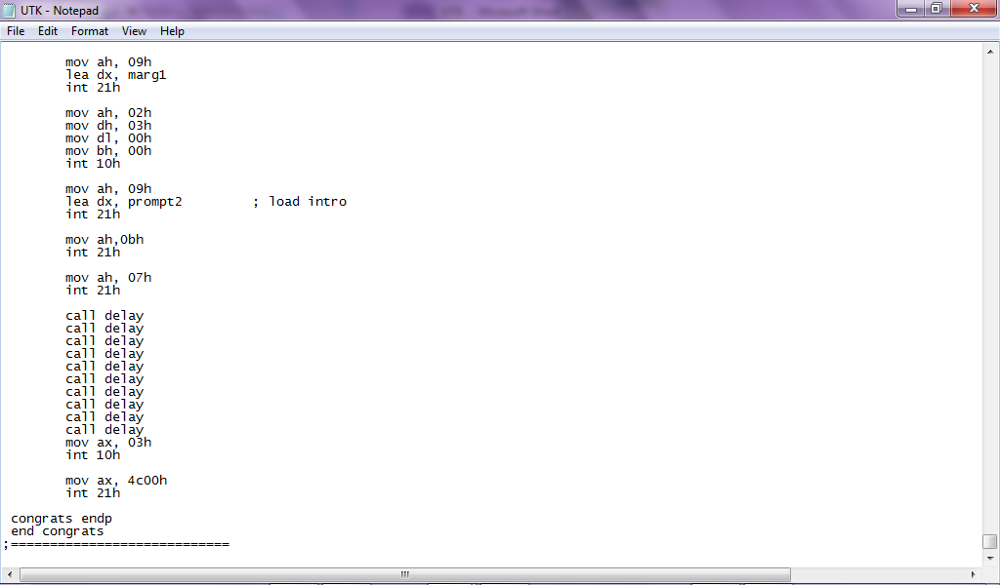 UTK - Notepad
File Edit Format View Help
mov ah, 09h
lea dx, marg1
int 21h
mov ah, 02h
mov dh, 03h
mov dl, 00h
mov bh, 00h
int 10h
mov ah, 09h
lea dx, prompt2 ; load intro
int 21h
mov ah,0bh
int 21h
mov ah, 07h
int 21h
call delay
call delay
call delay
call delay
call delay
call delay
call delay
call delay
call delay
call delay
mov ax, 03h
int 10h
mov ax, 4c00h
int 21h
congrats endp
end congrats
;============================